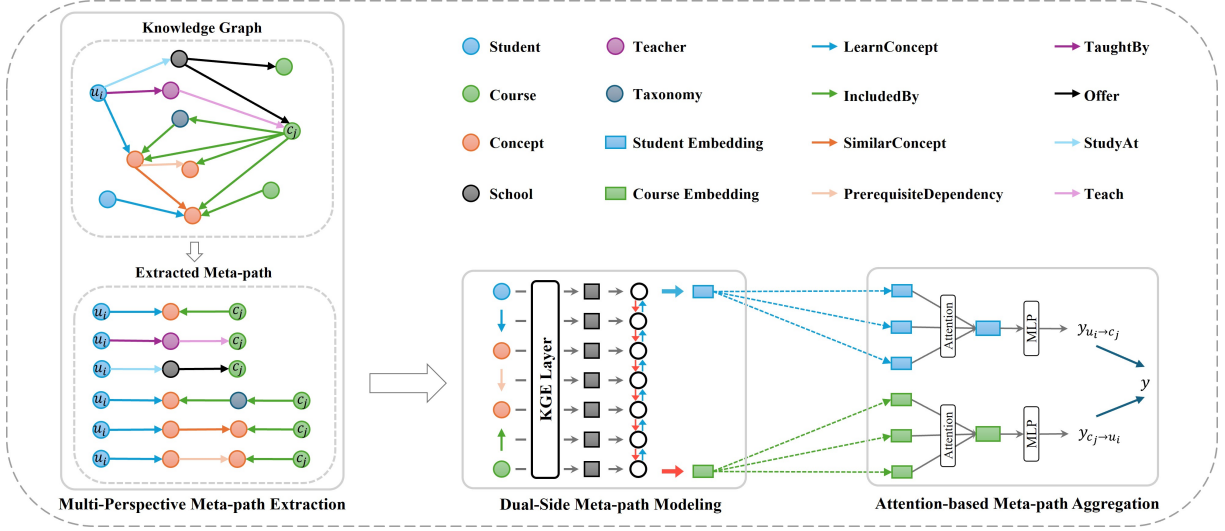 Knowledge Graph
u_i
c_j
Student
Teacher
LearnConcept
TaughtBy
Course
Taxonomy
IncludedBy
Offer
Concept
Student Embedding
SimilarConcept
StudyAt
School
Course Embedding
PrerequisiteDependency
Teach
Extracted Meta-path
u_i c_j
u_i c_j
u_i c_j
u_i c_j
u_i c_j
u_i c_j
Multi-Perspective Meta-path Extraction
KGE Layer
Dual-Side Meta-path Modeling
Attention
MLP
y_{u_i→c_j}
y
Attention
MLP
y_{c_j→u_i}
Attention-based Meta-path Aggregation